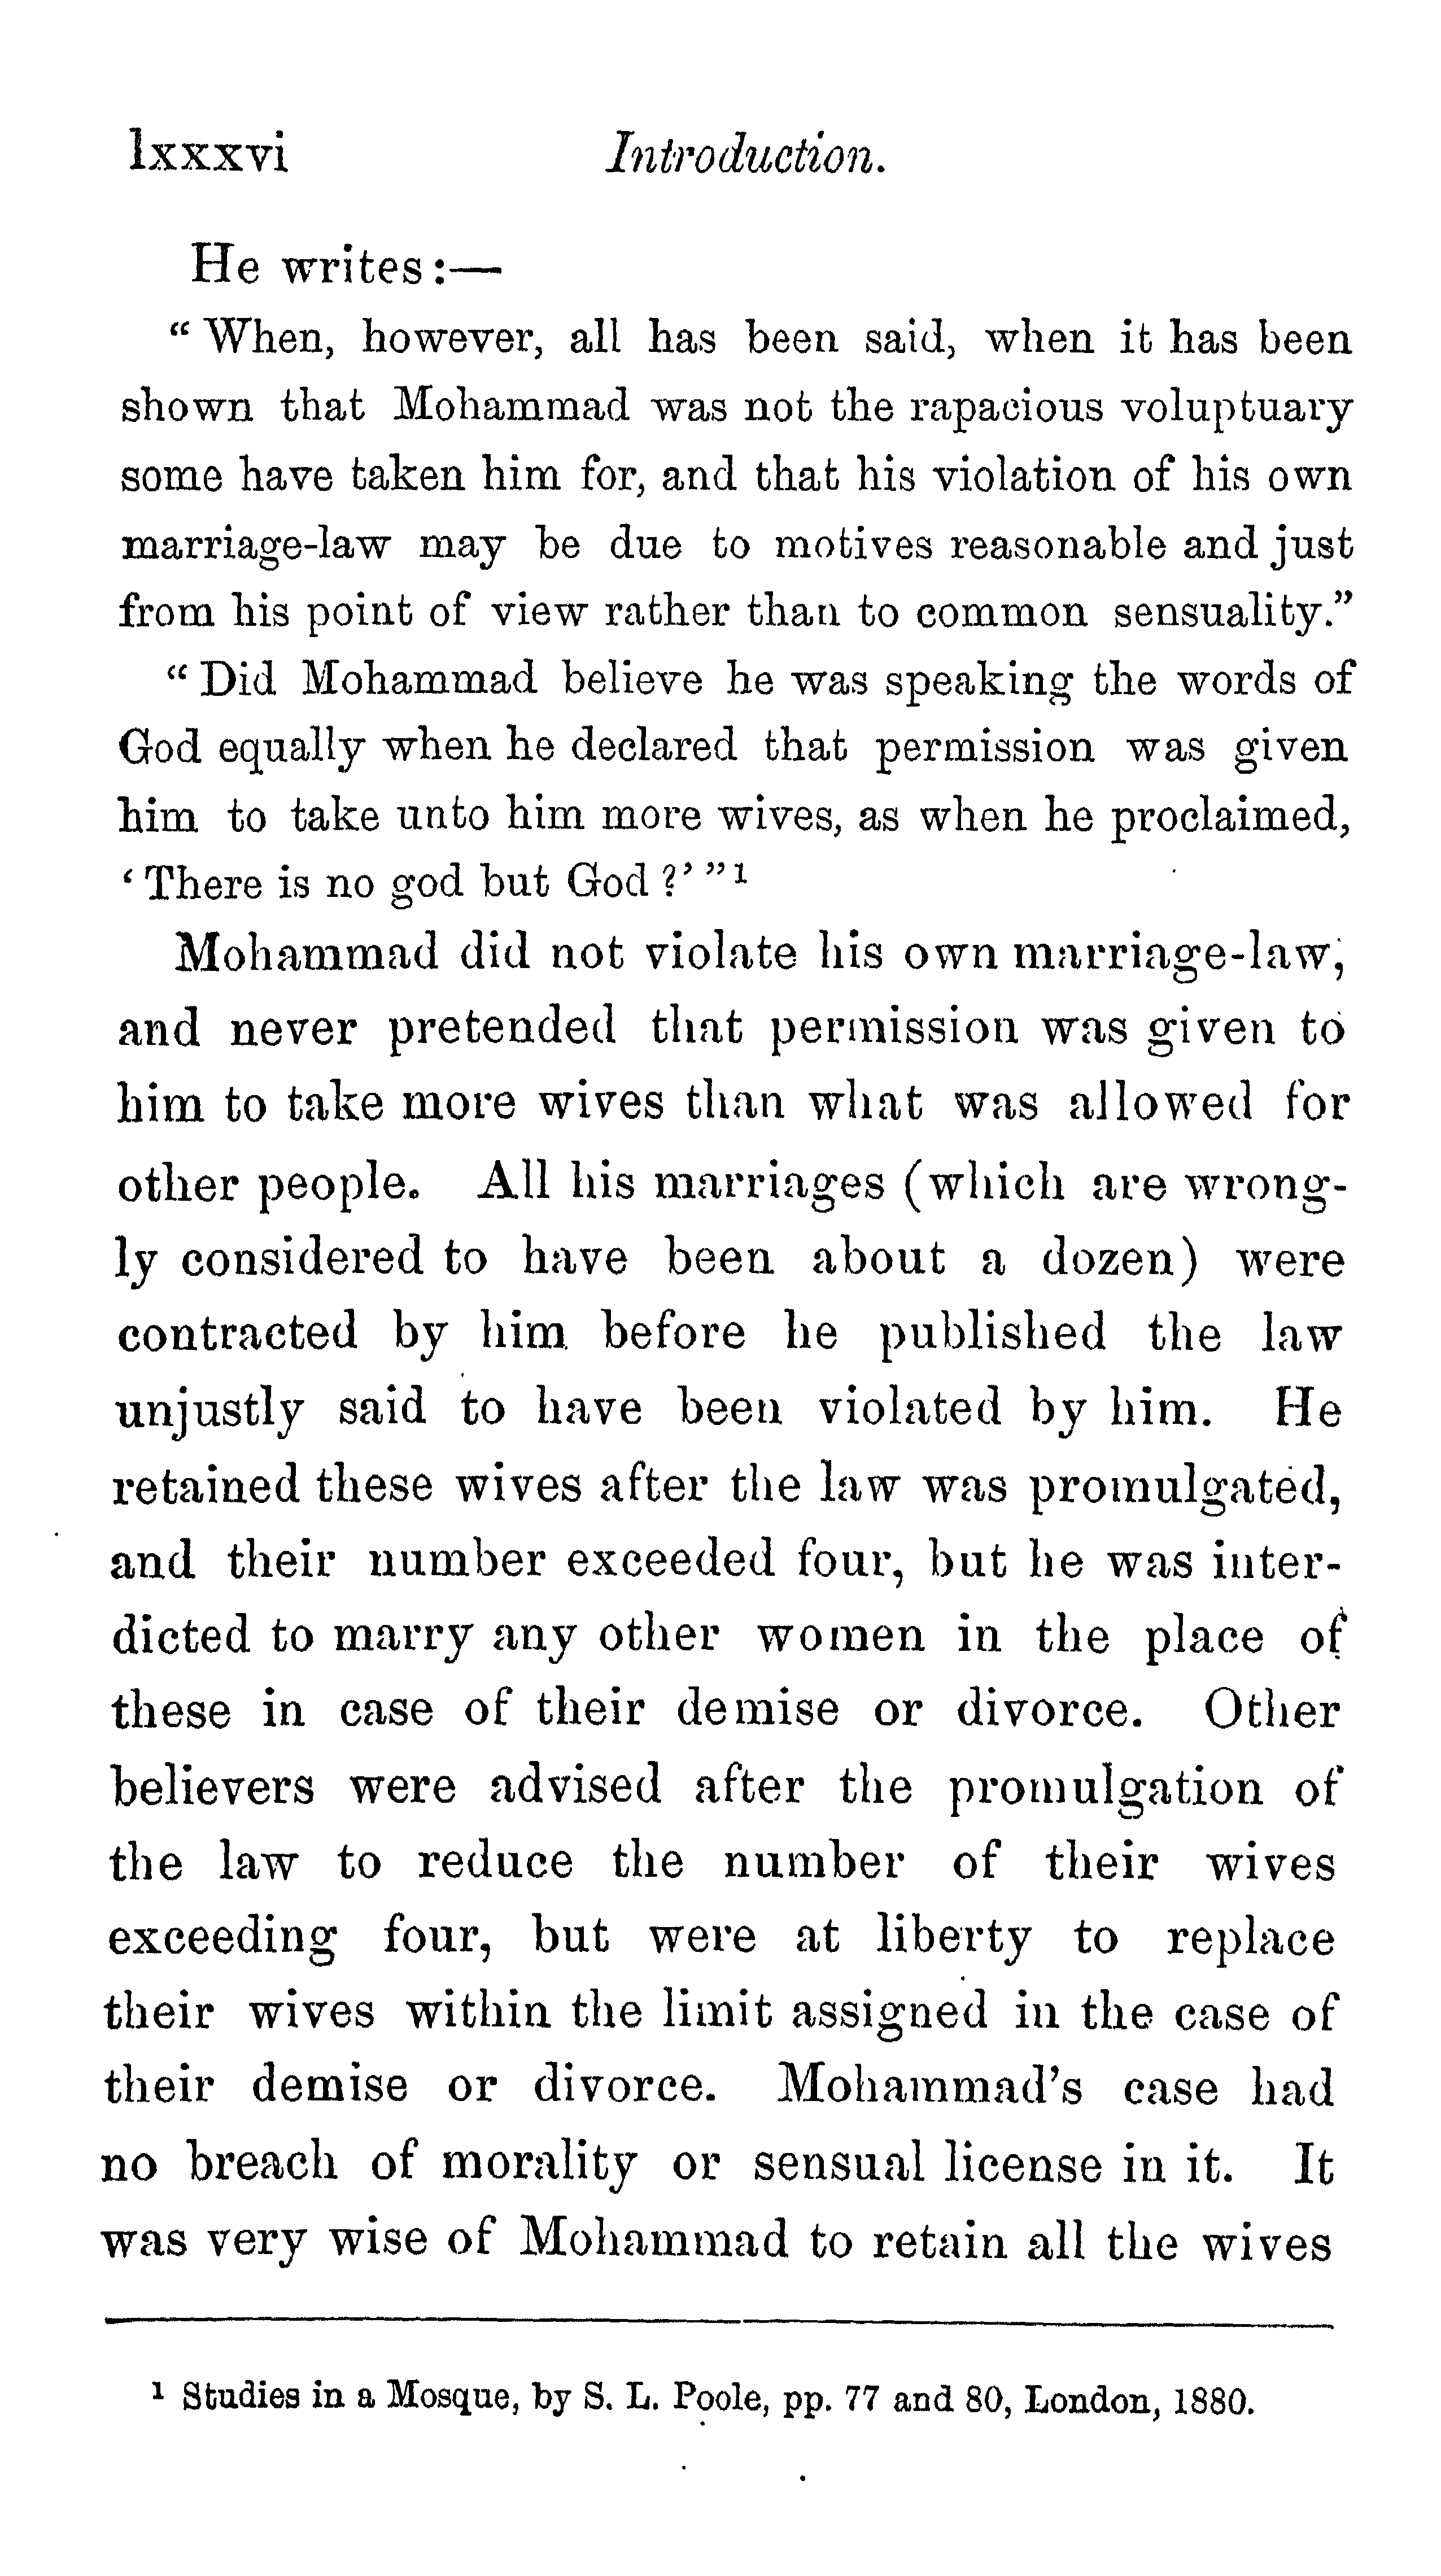 lxxxvi Introduction.
He writes :—
“ When, however, all has been said, when it has been
shown that Mohammad was not the rapacious voluptuary
some have taken him for, and that his violation of his own
marriage-law may be due to motives reasonable and just
from his point of view rather than to common sensuality.”
“ Did Mohammad believe he was speaking the words of
God equally when he declared that permission was given
him to take unto him more wives, as when he proclaimed,
‘ There is no god but God ?’ ”¹
Mohammad did not violate his own marriage-law,
and never pretended that permission was given to
him to take more wives than what was allowed for
other people. All his marriages (which are wrong-
ly considered to have been about a dozen) were
contracted by him before he published the law
unjustly said to have been violated by him. He
retained these wives after the law was promulgated,
and their number exceeded four, but he was inter-
dicted to marry any other women in the place of
these in case of their demise or divorce. Other
believers were advised after the promulgation of
the law to reduce the number of their wives
exceeding four, but were at liberty to replace
their wives within the limit assigned in the case of
their demise or divorce. Mohammad’s case had
no breach of morality or sensual license in it. It
was very wise of Mohammad to retain all the wives
¹ Studies in a Mosque, by S. L. Poole, pp. 77 and 80, London, 1880.